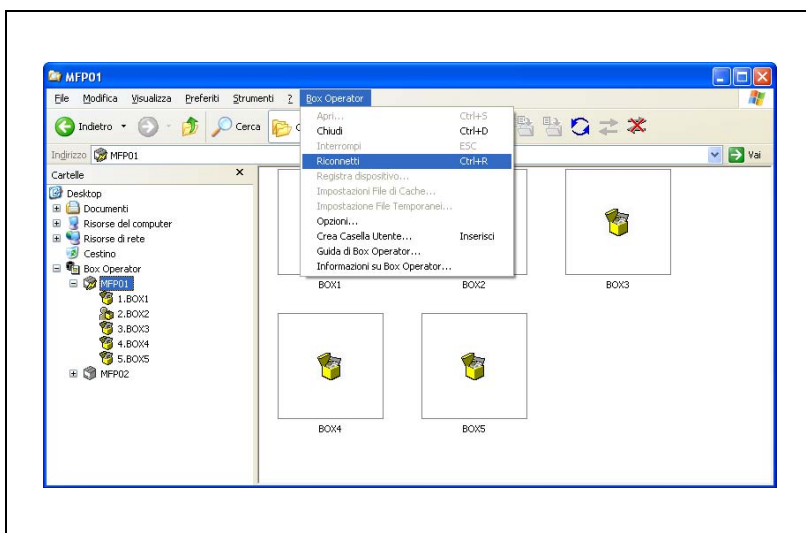 MFP01
File Modifica Visualizza Preferiti Strumenti ? Box Operator
Indietro Cerca
Indirizzo MFP01 Vai
Cartelle
Desktop
Documenti
Risorse del computer
Risorse di rete
Cestino
Box Operator
MFP01
1.BOX1
2.BOX2
3.BOX3
4.BOX4
5.BOX5
MFP02
Apri... Ctrl+S
Chiudi Ctrl+D
Interrompi ESC
Riconnetti Ctrl+R
Registra dispositivo...
Impostazioni File di Cache...
Impostazione File Temporanei...
Opzioni...
Crea Casella Utente... Inserisci
Guida di Box Operator...
Informazioni su Box Operator...
BOX1 BOX2 BOX3
BOX4 BOX5